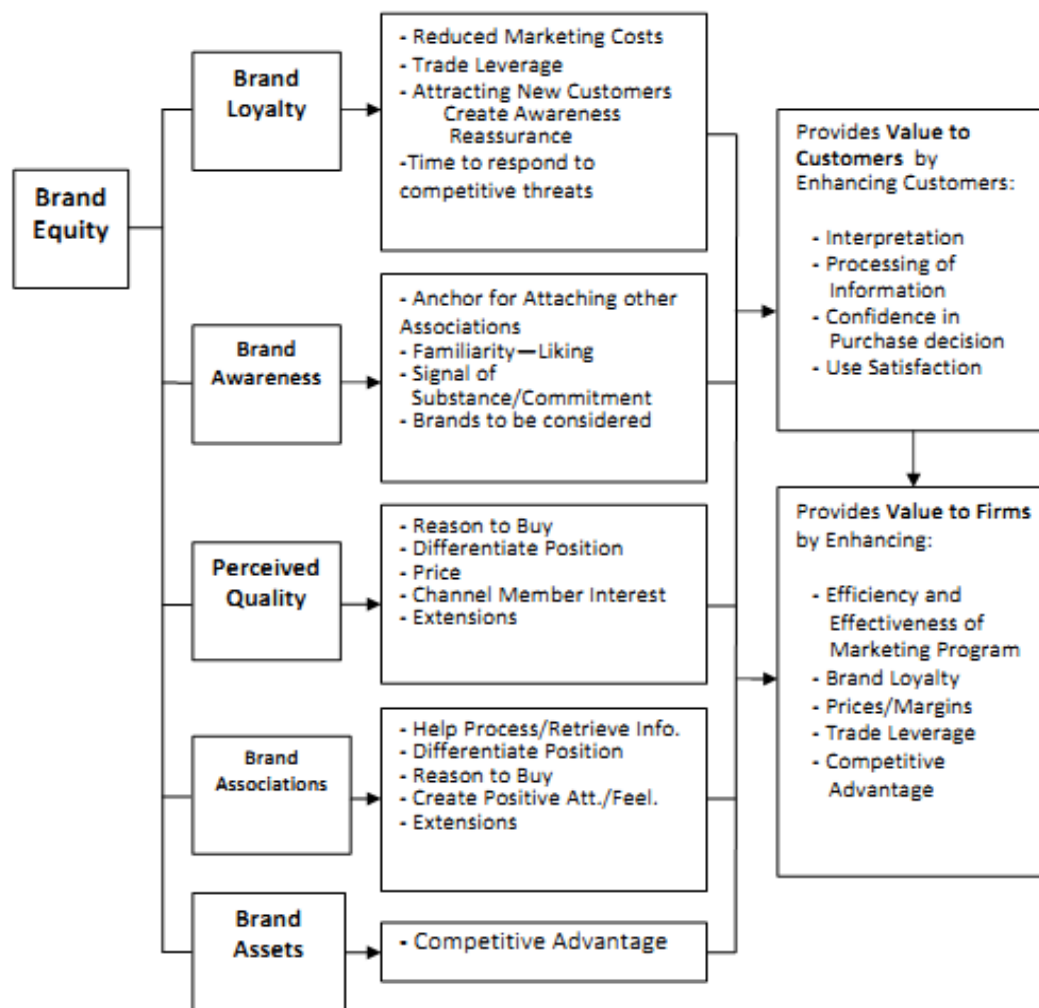 Brand
Equity
Brand
Loyalty
- Reduced Marketing Costs
- Trade Leverage
- Attracting New Customers
Create Awareness
Reassurance
-Time to respond to
competitive threats
Brand
Awareness
- Anchor for Attaching other
Associations
- Familiarity—Liking
- Signal of
Substance/Commitment
- Brands to be considered
Perceived
Quality
- Reason to Buy
- Differentiate Position
- Price
- Channel Member Interest
- Extensions
Brand
Associations
- Help Process/Retrieve Info.
- Differentiate Position
- Reason to Buy
- Create Positive Att./Feel.
- Extensions
Brand
Assets
- Competitive Advantage
Provides Value to
Customers by
Enhancing Customers:
- Interpretation
- Processing of
Information
- Confidence in
Purchase decision
- Use Satisfaction
Provides Value to Firms
by Enhancing:
- Efficiency and
Effectiveness of
Marketing Program
- Brand Loyalty
- Prices/Margins
- Trade Leverage
- Competitive
Advantage